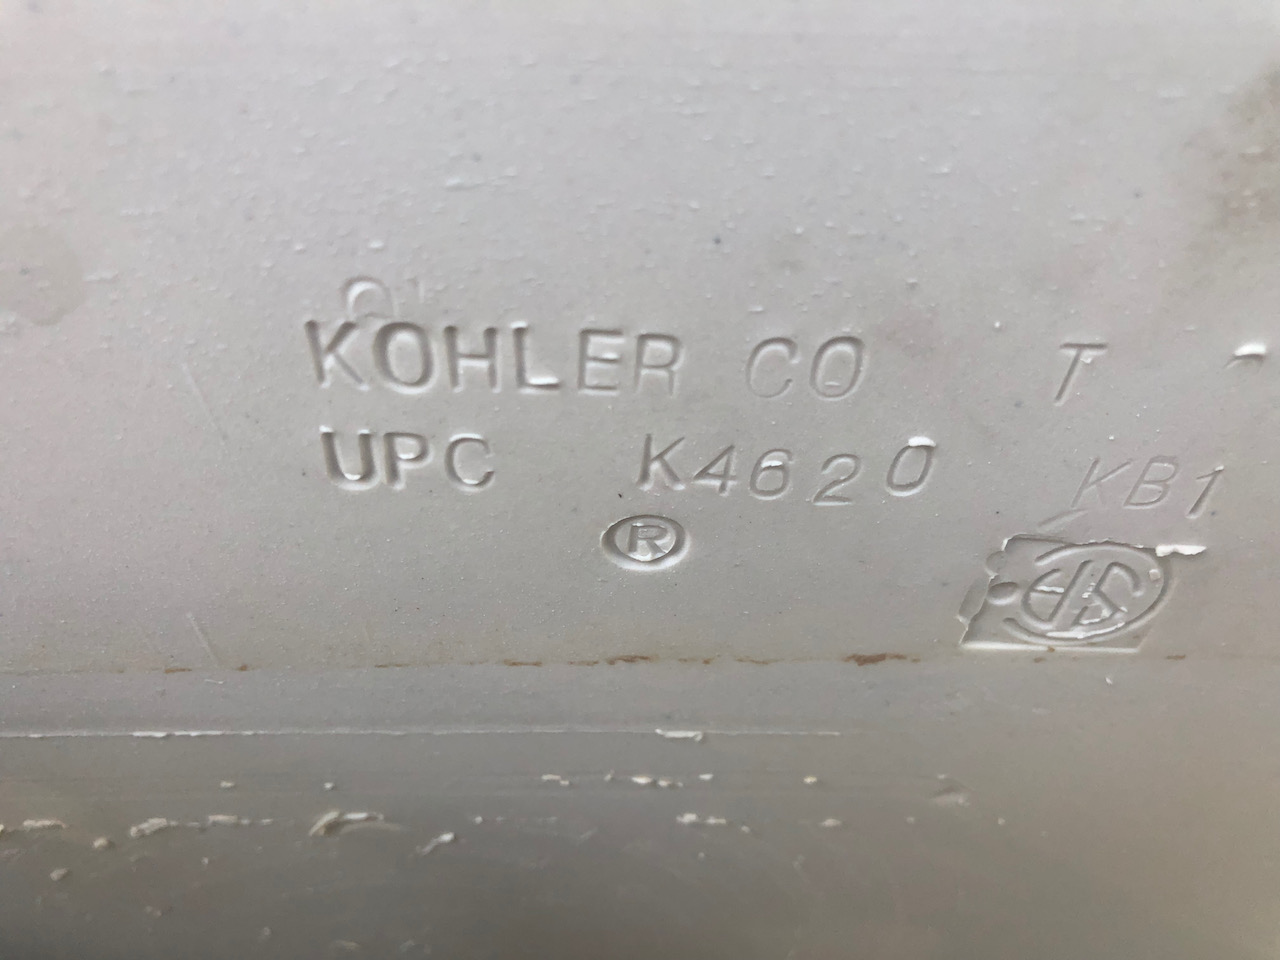 KOHLER CO T
UPC K4620 KB1
®